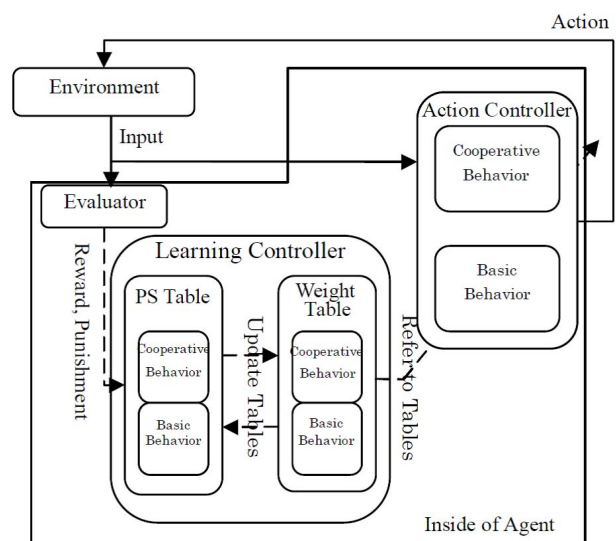 Action
Environment
Input
Action Controller
Cooperative
Behavior
Basic
Behavior
Evaluator
Reward, Punishment
Learning Controller
PS Table
Cooperative
Behavior
Basic
Behavior
Update Tables
Weight
Table
Cooperative
Behavior
Basic
Behavior
Refer to Tables
Inside of Agent